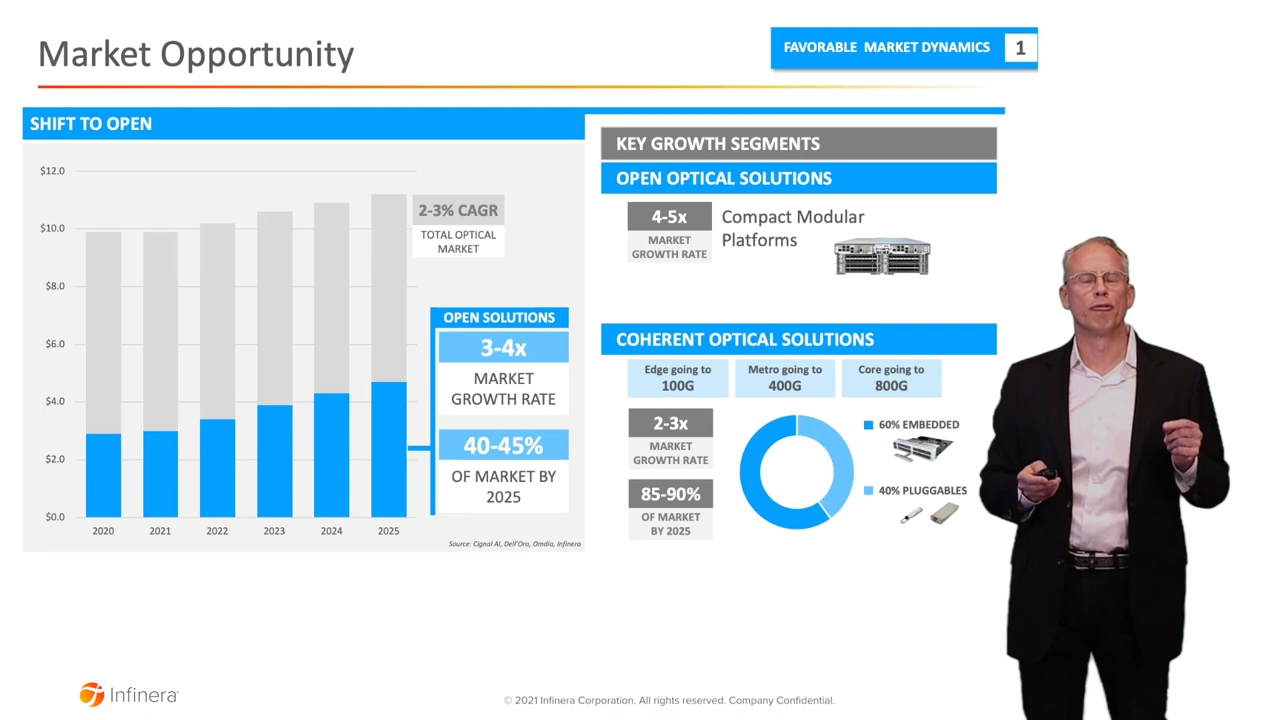 Market Opportunity
FAVORABLE MARKET DYNAMICS 1
SHIFT TO OPEN
$12.0
$10.0
$8.0
$6.0
$4.0
$2.0
$0.0
2020 2021 2022 2023 2024 2025
2-3% CAGR
TOTAL OPTICAL
MARKET
OPEN SOLUTIONS
3-4x
MARKET
GROWTH RATE
40-45%
OF MARKET BY
2025
Source: Cignal AI, Dell'Oro, Omdia, Infinera
KEY GROWTH SEGMENTS
OPEN OPTICAL SOLUTIONS
4-5x
MARKET
GROWTH RATE
Compact Modular
Platforms
COHERENT OPTICAL SOLUTIONS
Edge going to
100G
Metro going to
400G
Core going to
800G
2-3x
MARKET
GROWTH RATE
85-90%
OF MARKET
BY 2025
60% EMBEDDED
40% PLUGGABLES
Infinera
© 2021 Infinera Corporation. All rights reserved. Company Confidential.